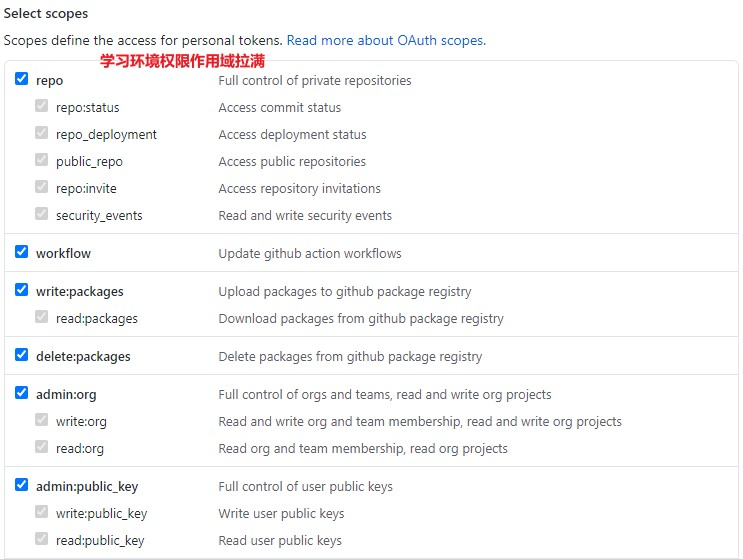 Select scopes
Scopes define the access for personal tokens. Read more about OAuth scopes.
学习环境权限作用域拉满
repo Full control of private repositories
repo:status Access commit status
repo_deployment Access deployment status
public_repo Access public repositories
repo:invite Access repository invitations
security_events Read and write security events
workflow Update github action workflows
write:packages Upload packages to github package registry
read:packages Download packages from github package registry
delete:packages Delete packages from github package registry
admin:org Full control of orgs and teams, read and write org projects
write:org Read and write org and team membership, read and write org projects
read:org Read org and team membership, read org projects
admin:public_key Full control of user public keys
write:public_key Write user public keys
read:public_key Read user public keys